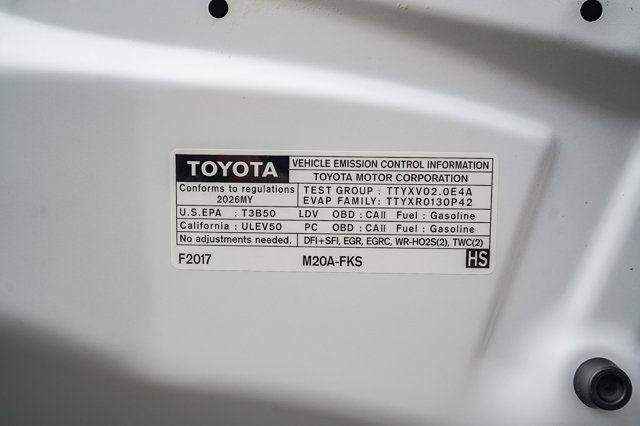 TOYOTA
VEHICLE EMISSION CONTROL INFORMATION
TOYOTA MOTOR CORPORATION
Conforms to regulations
2026MY
TEST GROUP : TTYXV02.0E4A
EVAP FAMILY: TTYXR0130P42
U.S.EPA : T3B50 LDV OBD : CAII Fuel : Gasoline
California : ULEV50 PC OBD : CAII Fuel : Gasoline
No adjustments needed. DFI+SFI, EGR, EGRC, WR-HO2S(2), TWC(2)
F2017 M20A-FKS HS